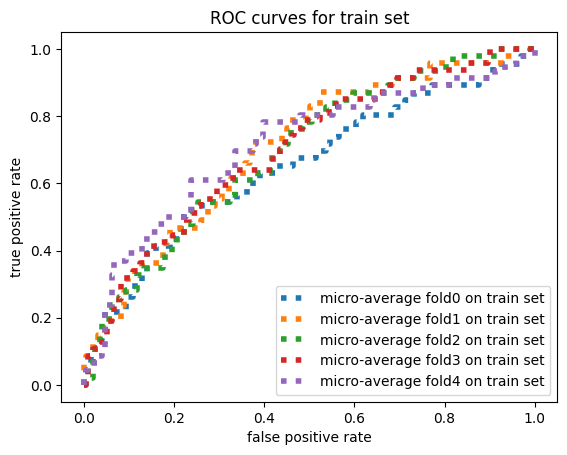 ROC curves for train set
true positive rate
1.0
0.8
0.6
0.4
0.2
0.0
micro-average fold0 on train set
micro-average fold1 on train set
micro-average fold2 on train set
micro-average fold3 on train set
micro-average fold4 on train set
0.0 0.2 0.4 0.6 0.8 1.0
false positive rate